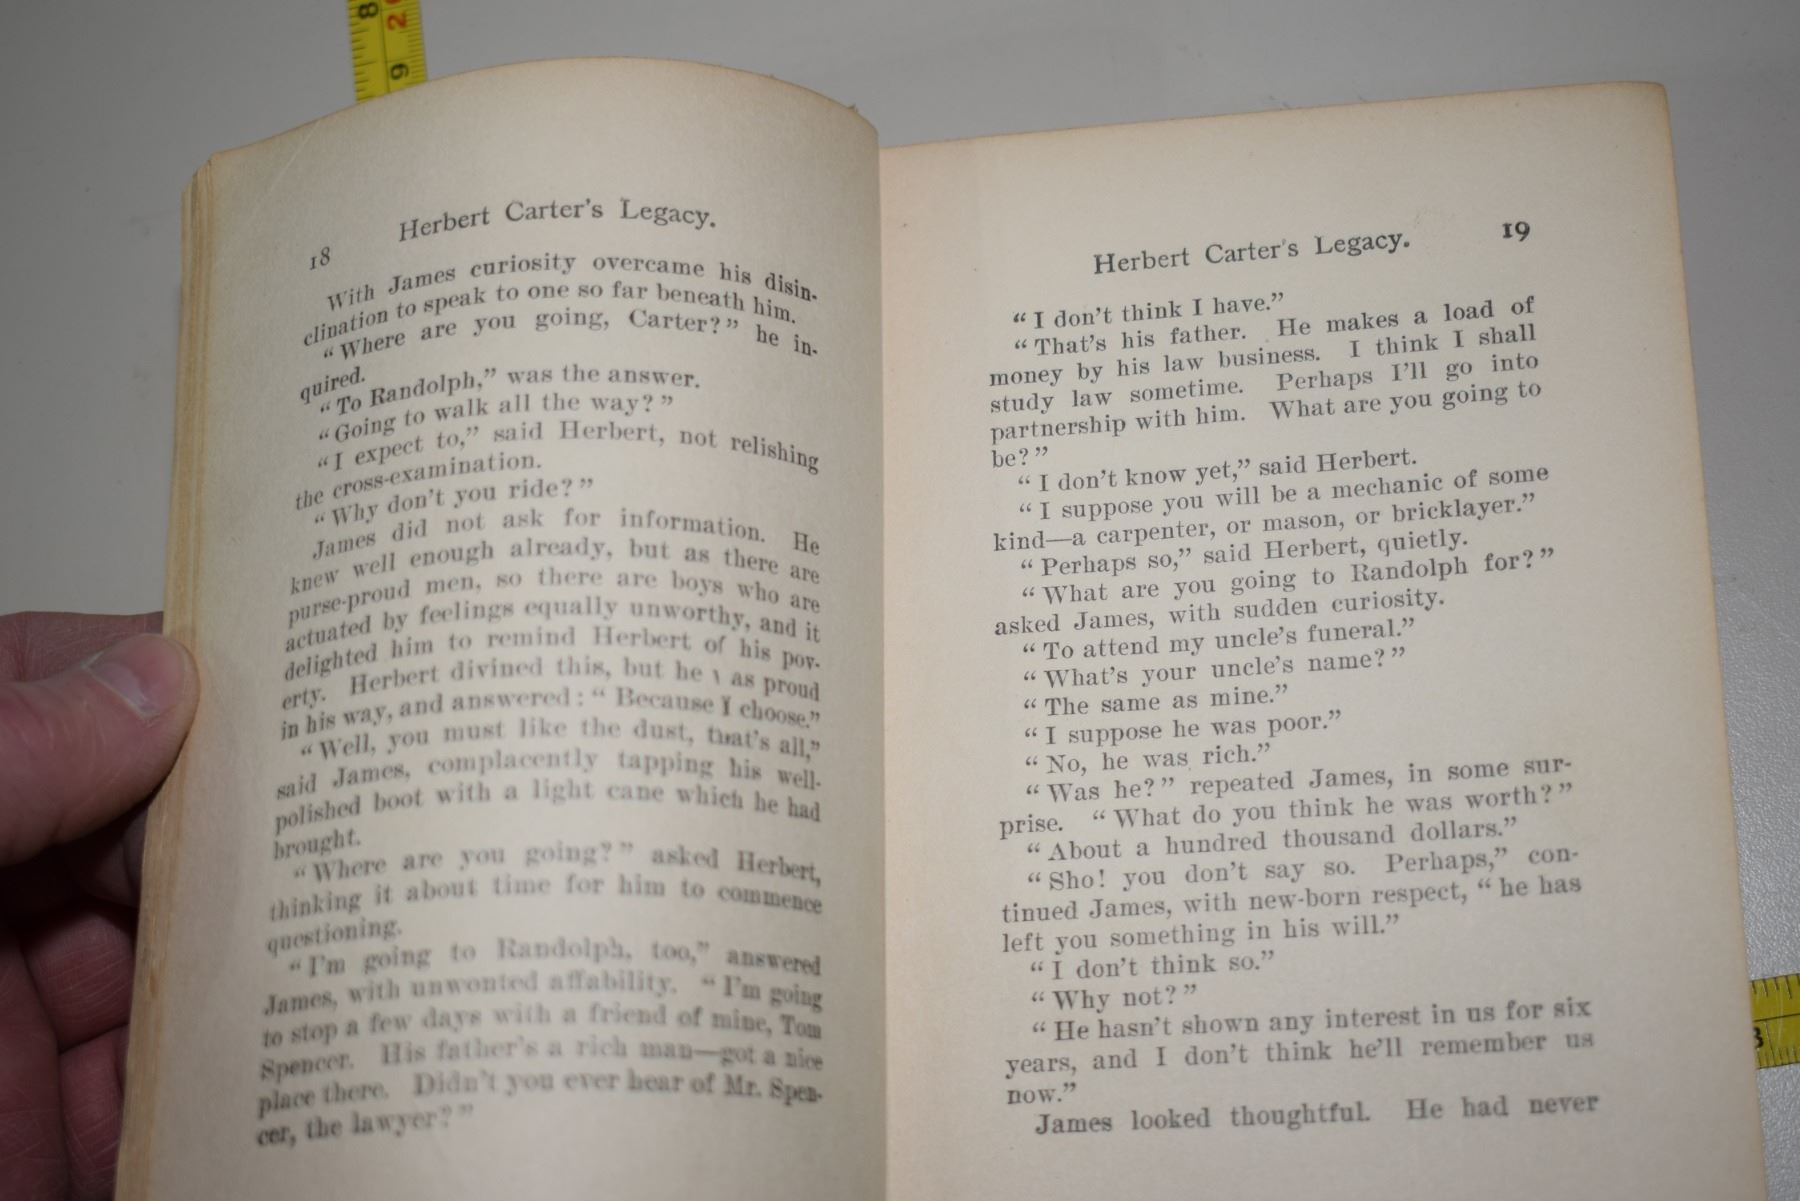 8
9
18 Herbert Carter's Legacy.
With James curiosity overcame his disin-
clination to speak to one so far beneath him.
“Where are you going, Carter?” he in-
quired.
“To Randolph,” was the answer.
“Going to walk all the way?”
“I expect to,” said Herbert, not relishing
the cross-examination.
“Why don't you ride?”
James did not ask for information. He
knew well enough already, but as there are
purse-proud men, so there are boys who are
actuated by feelings equally unworthy, and it
delighted him to remind Herbert of his pov-
erty. Herbert divined this, but he was proud
in his way, and answered: “Because I choose.”
“Well, you must like the dust, that's all,”
said James, complacently tapping his well-
polished boot with a light cane which he had
brought.
“Where are you going?” asked Herbert,
thinking it about time for him to commence
questioning.
“I'm going to Randolph, too,” answered
James, with unwonted affability. “I'm going
to stop a few days with a friend of mine, Tom
Spencer. His father's a rich man—got a nice
place there. Didn't you ever hear of Mr. Spen-
cer, the lawyer?”
Herbert Carter's Legacy. 19
“I don't think I have.”
“That's his father. He makes a load of
money by his law business. I think I shall
study law sometime. Perhaps I'll go into
partnership with him. What are you going to
be?”
“I don't know yet,” said Herbert.
“I suppose you will be a mechanic of some
kind—a carpenter, or mason, or bricklayer.”
“Perhaps so,” said Herbert, quietly.
“What are you going to Randolph for?”
asked James, with sudden curiosity.
“To attend my uncle's funeral.”
“What's your uncle's name?”
“The same as mine.”
“I suppose he was poor.”
“No, he was rich.”
“Was he?” repeated James, in some sur-
prise. “What do you think he was worth?”
“About a hundred thousand dollars.”
“Sho! you don't say so. Perhaps,” con-
tinued James, with new-born respect, “he has
left you something in his will.”
“I don't think so.”
“Why not?”
“He hasn't shown any interest in us for six
years, and I don't think he'll remember us
now.”
James looked thoughtful. He had never